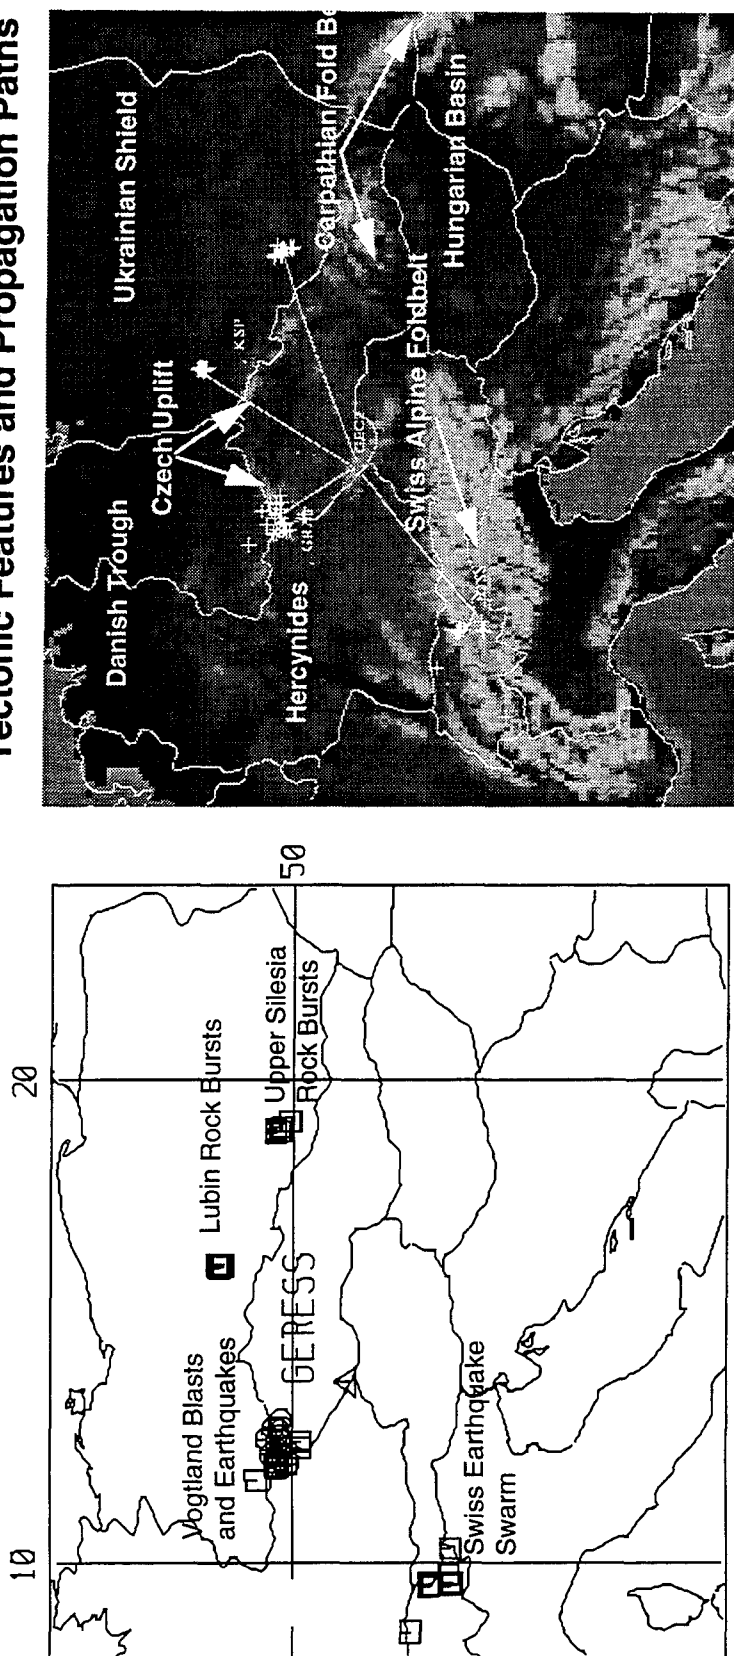 Tectonic Features and Propagation Paths
Danish Trough
Czech Uplift
Ukrainian Shield
KSP
Hercynides
Carpathian Fold Be
Swiss Alpine Foldbelt
Hungarian Basin
10
20
50
Vogtland Blasts
and Earthquakes
Lubin Rock Bursts
Upper Silesia
Rock Bursts
GERESS
Swiss Earthquake
Swarm